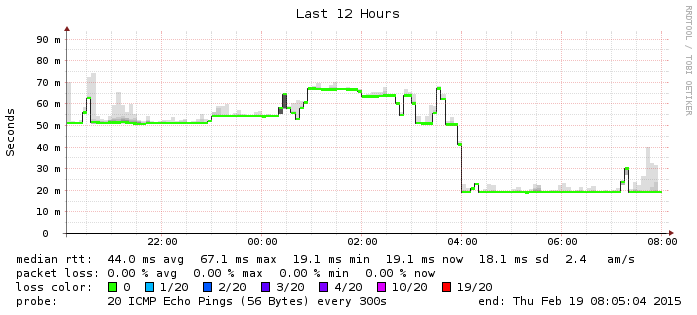 Last 12 Hours
RRDTOOL / TOBI OETIKER
Seconds
90 m
80 m
70 m
60 m
50 m
40 m
30 m
20 m
10 m
0
22:00 00:00 02:00 04:00 06:00 08:00
median rtt: 44.0 ms avg 67.1 ms max 19.1 ms min 19.1 ms now 18.1 ms sd 2.4 am/s
packet loss: 0.00 % avg 0.00 % max 0.00 % min 0.00 % now
loss color: 0 1/20 2/20 3/20 4/20 10/20 19/20
probe: 20 ICMP Echo Pings (56 Bytes) every 300s end: Thu Feb 19 08:05:04 2015